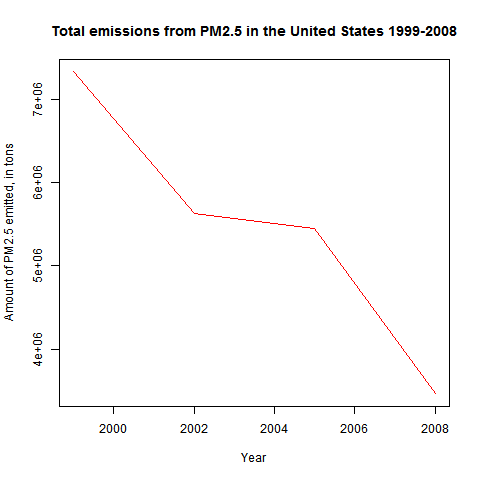 Total emissions from PM2.5 in the United States 1999-2008
Amount of PM2.5 emitted, in tons
7e+06
6e+06
5e+06
4e+06
2000 2002 2004 2006 2008
Year